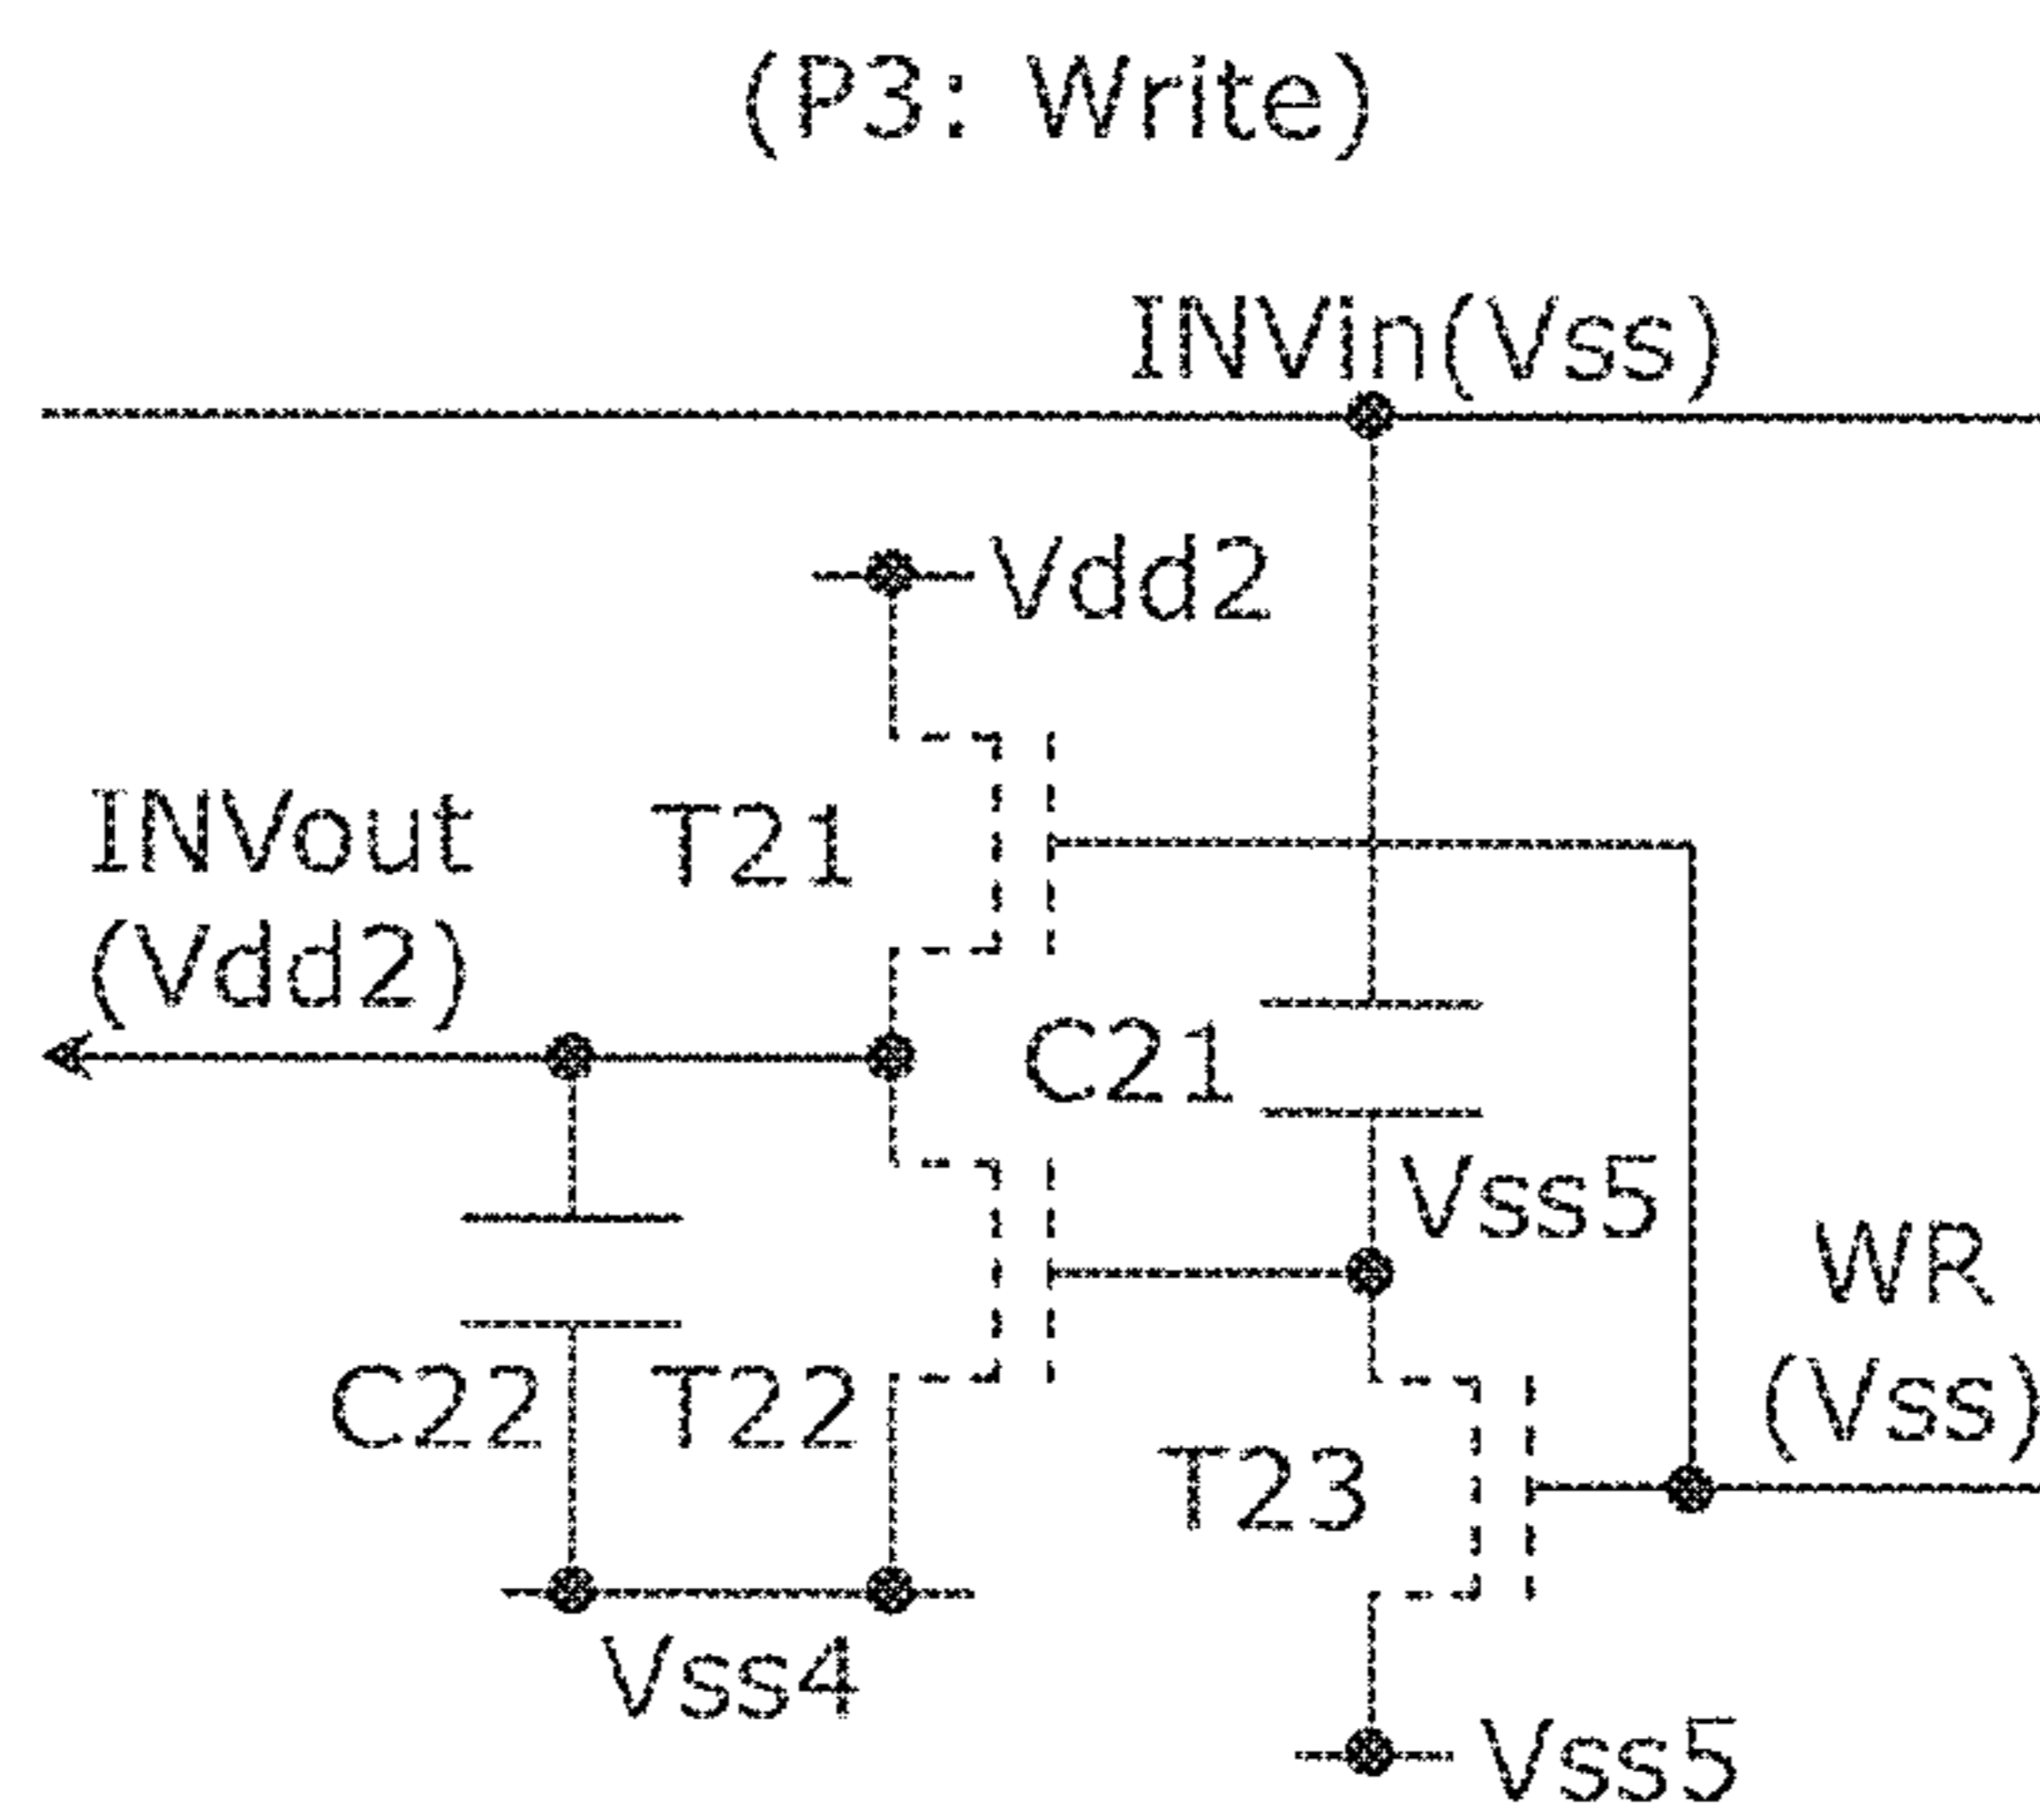 (P3: Write)
INVin(Vss)
Vdd2
INVout
(Vdd2)
T21
C21
Vss5
WR
(Vss)
C22
T22
T23
Vss4
Vss5